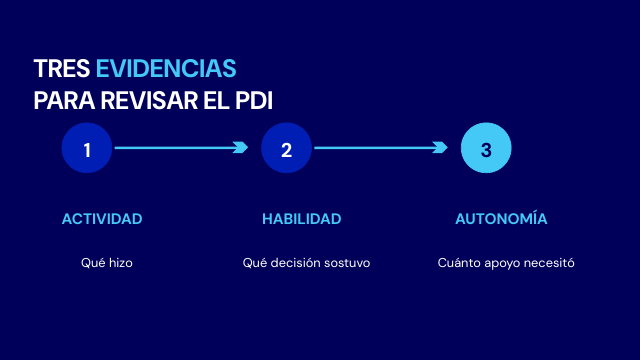 TRES EVIDENCIAS
PARA REVISAR EL PDI
1 2 3
ACTIVIDAD HABILIDAD AUTONOMÍA
Qué hizo Qué decisión sostuvo Cuánto apoyo necesitó